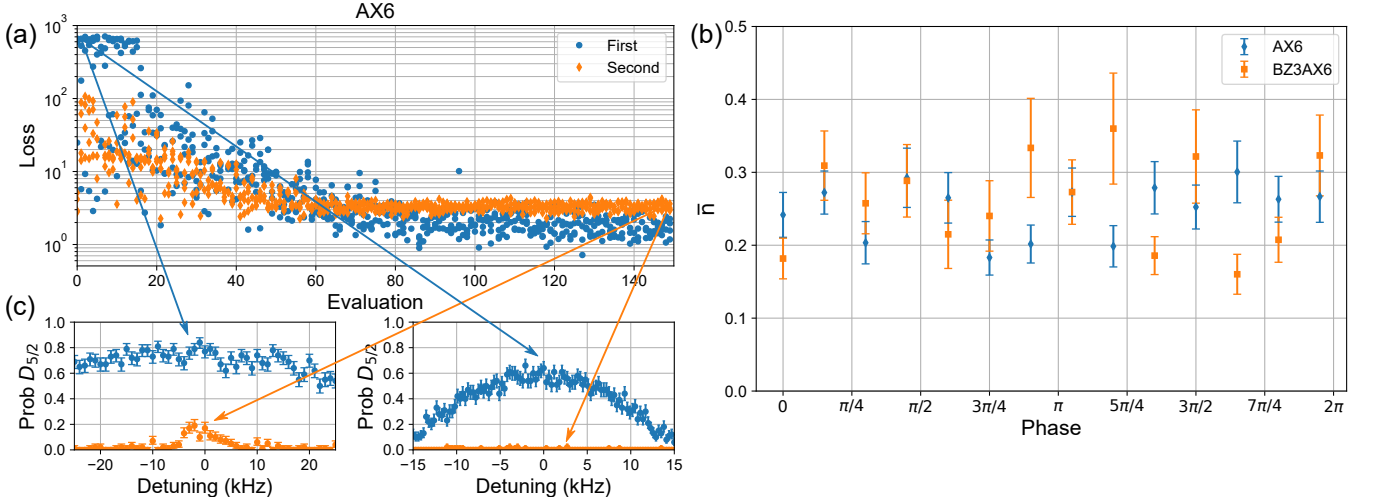 (a)
AX6
10³
10²
10¹
10⁰
Loss
First
Second
0 20 40 60 80 100 120 140
Evaluation
(b)
0.5
0.4
0.3
0.2
0.1
0.0
n̄
AX6
BZ3AX6
0 π/4 π/2 3π/4 π 5π/4 3π/2 7π/4 2π
Phase
(c)
1.0
0.8
0.6
0.4
0.2
0.0
Prob D5/2
−20 −10 0 10 20
Detuning (kHz)
1.0
0.8
0.6
0.4
0.2
0.0
Prob D5/2
−15 −10 −5 0 5 10 15
Detuning (kHz)